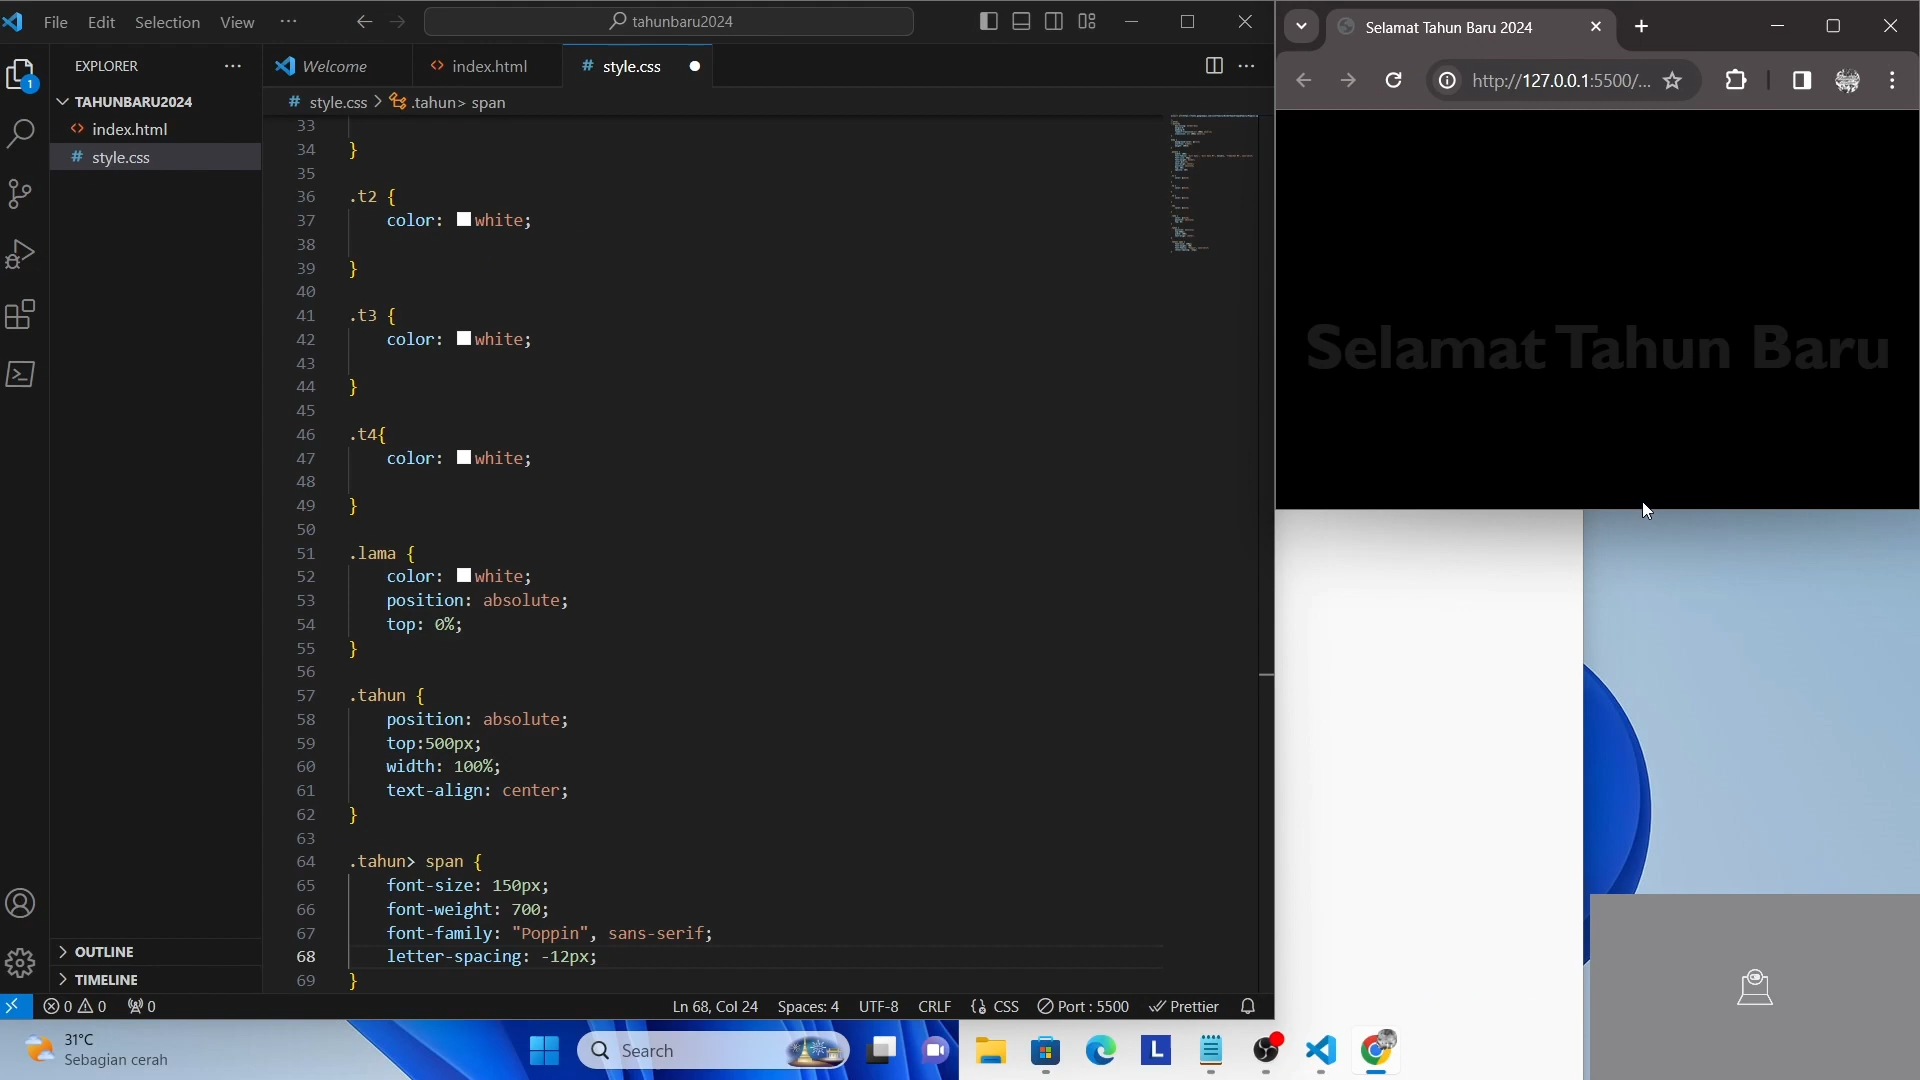 File Edit Selection View ···
tahunbaru2024
EXPLORER ···
TAHUNBARU2024
index.html
# style.css
1
OUTLINE
TIMELINE
Welcome
index.html
# style.css
# style.css > .tahun> span
33
34 }
35
36 .t2 {
37 color: white;
38
39 }
40
41 .t3 {
42 color: white;
43
44 }
45
46 .t4{
47 color: white;
48
49 }
50
51 .lama {
52 color: white;
53 position: absolute;
54 top: 0%;
55 }
56
57 .tahun {
58 position: absolute;
59 top:500px;
60 width: 100%;
61 text-align: center;
62 }
63
64 .tahun> span {
65 font-size: 150px;
66 font-weight: 700;
67 font-family: "Poppin", sans-serif;
68 letter-spacing: -12px;
69 }
0 0 0 Ln 68, Col 24 Spaces: 4 UTF-8 CRLF {} CSS Port : 5500 Prettier
Selamat Tahun Baru 2024
http://127.0.0.1:5500/...
Selamat Tahun Baru
31°C
Sebagian cerah
Search
L